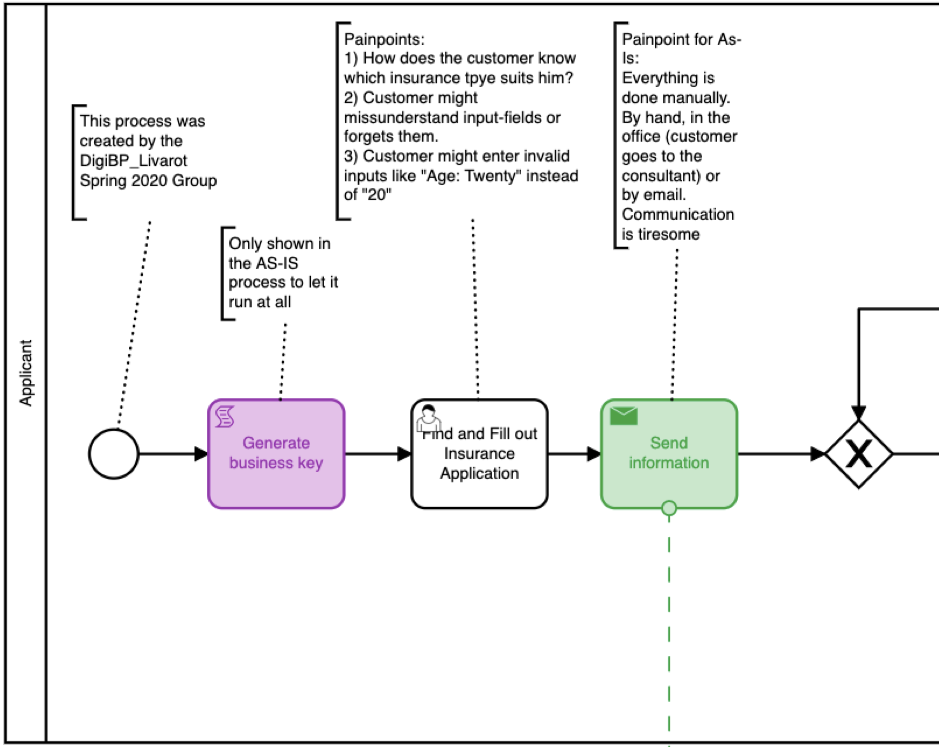 Applicant
This process was
created by the
DigiBP_Livarot
Spring 2020 Group
Only shown in
the AS-IS
process to let it
run at all
Painpoints:
1) How does the customer know
which insurance tpye suits him?
2) Customer might
missunderstand input-fields or
forgets them.
3) Customer might enter invalid
inputs like "Age: Twenty" instead
of "20"
Painpoint for As-
Is:
Everything is
done manually.
By hand, in the
office (customer
goes to the
consultant) or
by email.
Communication
is tiresome
Generate
business key
Find and Fill out
Insurance
Application
Send
information
X